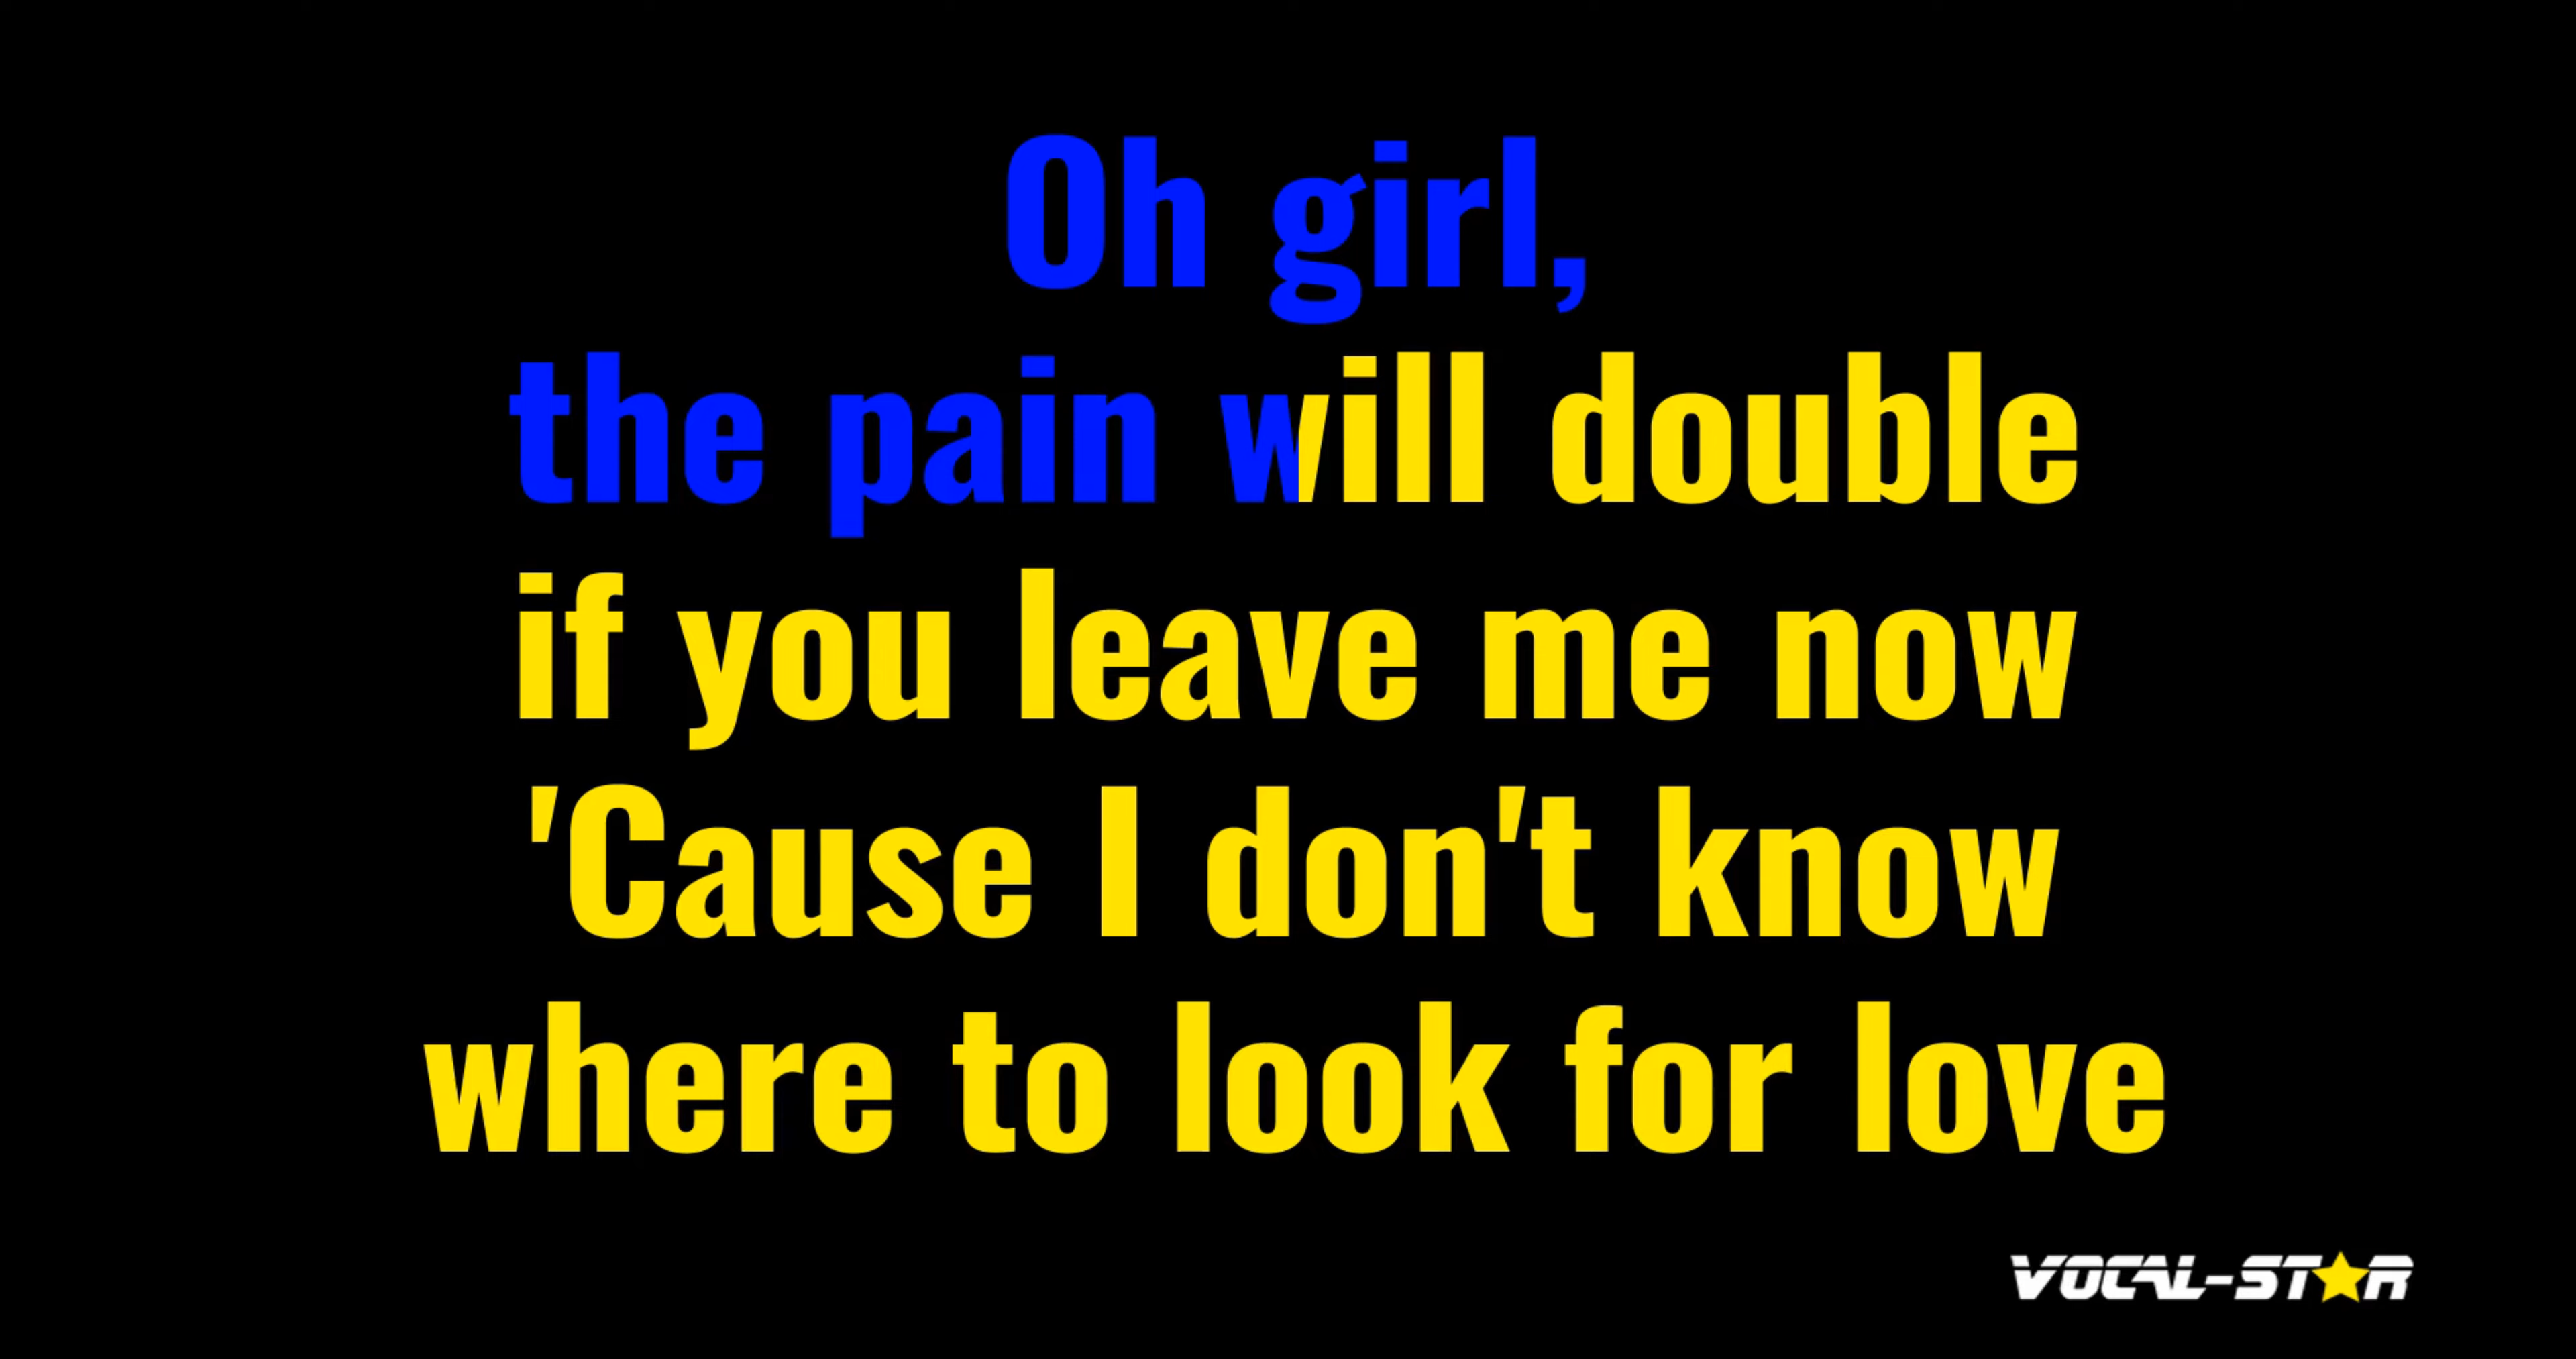 Oh girl,
the pain will double
if you leave me now
'Cause I don't know
where to look for love
VOCAL-STAR